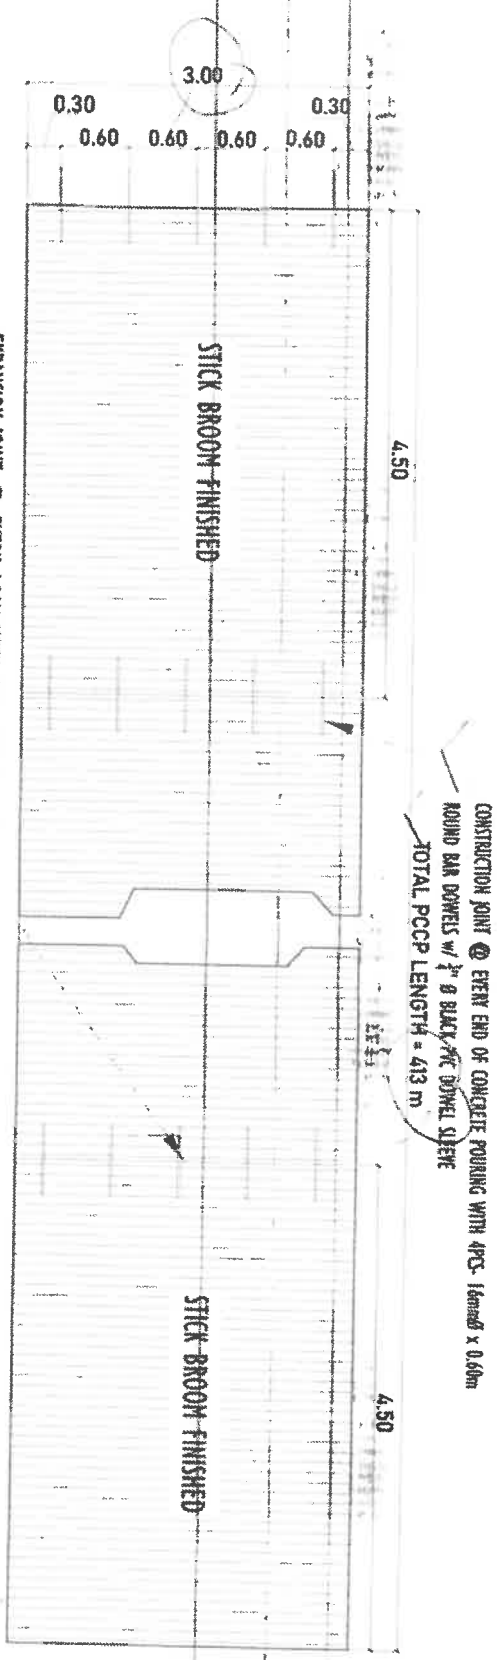 3.00
0.30
0.30
0.60
0.60
0.60
0.60
4.50
STICK BROOM FINISHED
CONSTRUCTION JOINT @ EVERY END OF CONCRETE POURING WITH 4PCS- 16mmØ x 0.60m
ROUND BAR DOWELS W/ Ø BLACK PVC DOWEL SLEEVE
TOTAL PCCP LENGTH = 413 m
4.50
STICK BROOM FINISHED